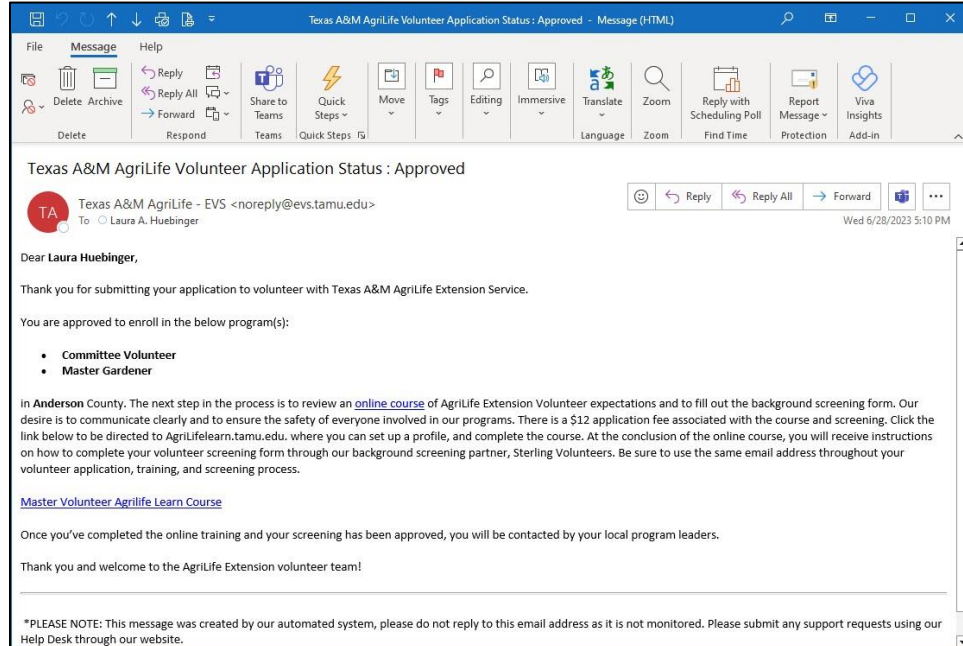 Texas A&M AgriLife Volunteer Application Status : Approved - Message (HTML)
File Message Help
Delete Archive
Reply
Reply All
Forward
Share to Teams
Quick Steps
Move
Tags
Editing
Immersive
Translate
Zoom
Reply with Scheduling Poll
Report Message
Viva Insights
Delete Respond Teams Quick Steps Language Zoom Find Time Protection Add-in
Texas A&M AgriLife Volunteer Application Status : Approved
TA
Texas A&M AgriLife - EVS <noreply@evs.tamu.edu>
To Laura A. Huebinger
Reply Reply All Forward
Wed 6/28/2023 5:10 PM
Dear Laura Huebinger,
Thank you for submitting your application to volunteer with Texas A&M AgriLife Extension Service.
You are approved to enroll in the below program(s):
• Committee Volunteer
• Master Gardener
in Anderson County. The next step in the process is to review an online course of AgriLife Extension Volunteer expectations and to fill out the background screening form. Our
desire is to communicate clearly and to ensure the safety of everyone involved in our programs. There is a $12 application fee associated with the course and screening. Click the
link below to be directed to AgriLifelearn.tamu.edu. where you can set up a profile, and complete the course. At the conclusion of the online course, you will receive instructions
on how to complete your volunteer screening form through our background screening partner, Sterling Volunteers. Be sure to use the same email address throughout your
volunteer application, training, and screening process.
Master Volunteer Agrilife Learn Course
Once you've completed the online training and your screening has been approved, you will be contacted by your local program leaders.
Thank you and welcome to the AgriLife Extension volunteer team!
*PLEASE NOTE: This message was created by our automated system, please do not reply to this email address as it is not monitored. Please submit any support requests using our
Help Desk through our website.